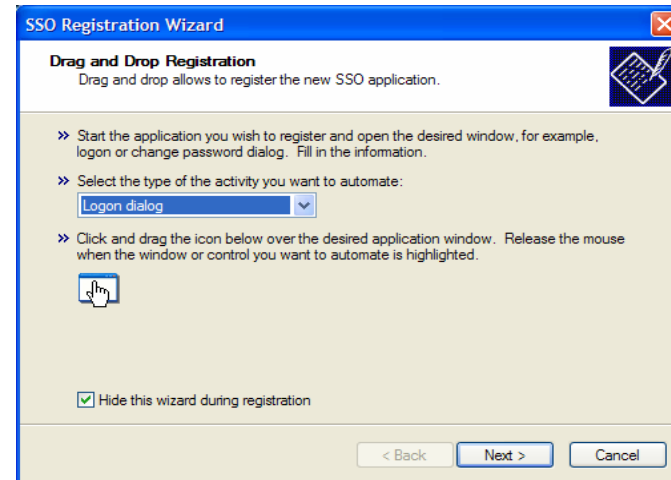 SSO Registration Wizard
Drag and Drop Registration
Drag and drop allows to register the new SSO application.
» Start the application you wish to register and open the desired window, for example,
logon or change password dialog. Fill in the information.
» Select the type of the activity you want to automate:
Logon dialog
» Click and drag the icon below over the desired application window. Release the mouse
when the window or control you want to automate is highlighted.
Hide this wizard during registration
< Back Next > Cancel